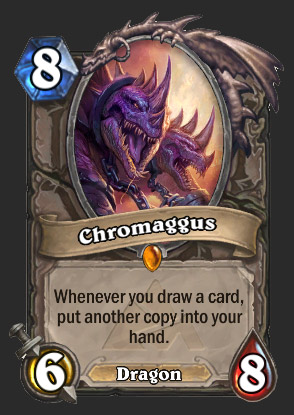 8
Chromaggus
Whenever you draw a card,
put another copy into your
hand.
6
Dragon
8